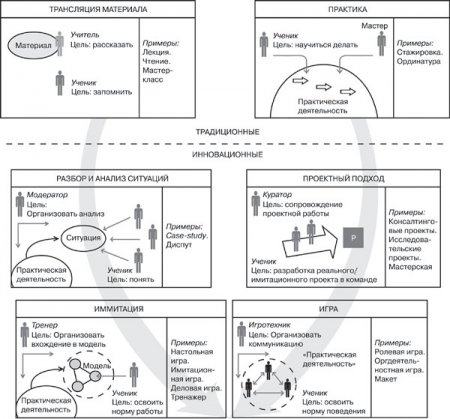 ТРАНСЛЯЦИЯ МАТЕРИАЛА
Материал
Учитель
Цель: рассказать
Ученик
Цель: запомнить
Примеры:
Лекция.
Чтение.
Мастер-
класс
ПРАКТИКА
Ученик
Цель: научиться делать
Мастер
Практическая
деятельность
Примеры:
Стажировка.
Ординатура
ТРАДИЦИОННЫЕ
ИННОВАЦИОННЫЕ
РАЗБОР И АНАЛИЗ СИТУАЦИЙ
Модератор
Цель:
Организовать анализ
Ситуация
Практическая
деятельность
Ученик
Цель: понять
Примеры:
Case-study.
Диспут
ПРОЕКТНЫЙ ПОДХОД
Куратор
Цель: сопровождение
проектной работы
Р
Ученик
Цель: разработка реального/
имитационного проекта в команде
Примеры:
Консалтин-
говые проекты.
Исследова-
тельские
проекты.
Мастерская
ИММИТАЦИЯ
Тренер
Цель: Организовать
вхождение в модель
Модель
Практическая
деятельность
Ученик
Цель: освоить
норму работы
Примеры:
Настольная
игра.
Имитацион-
ная игра.
Деловая игра.
Тренажер
ИГРА
Игротехник
Цель: Организовать
коммуникацию
«Практическая
деятельность»
Ученик
Цель: освоить
норму поведения
Примеры:
Ролевая игра.
Оргдеятель-
ностная игра.
Макет